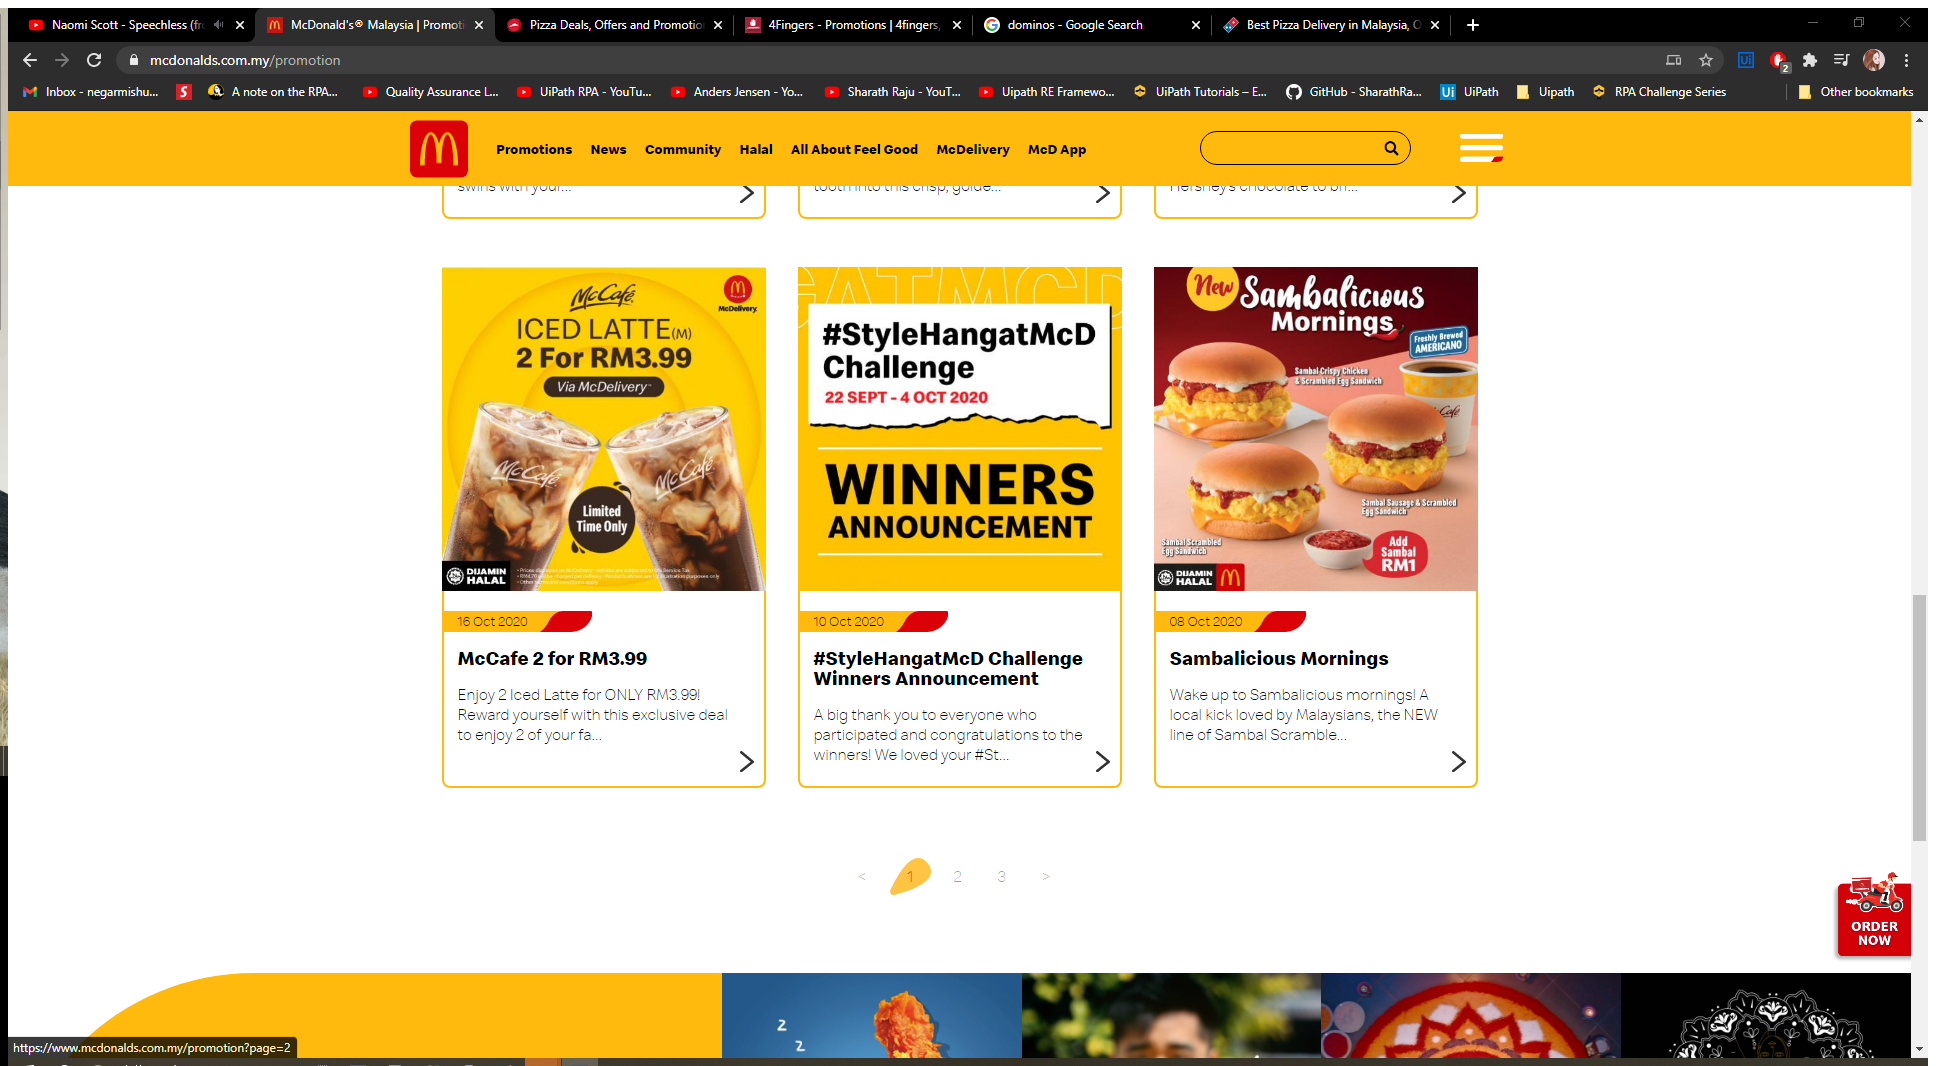 Naomi Scott - Speechless (fr
McDonald's® Malaysia | Promoti
Pizza Deals, Offers and Promotio
4Fingers - Promotions | 4fingers,
dominos - Google Search
Best Pizza Delivery in Malaysia, O
mcdonalds.com.my/promotion
2
Inbox - negarmishu...
A note on the RPA...
Quality Assurance L...
UiPath RPA - YouTu...
Anders Jensen - Yo...
Sharath Raju - YouT...
Uipath RE Framewo...
UiPath Tutorials – E...
GitHub - SharathRa...
UiPath
Uipath
RPA Challenge Series
Other bookmarks
Promotions
News
Community
Halal
All About Feel Good
McDelivery
McD App
swins with your...
tooth into this crisp, golde...
Hershey's chocolate to bri...
McCafé
McDelivery
ICED LATTE(M)
2 For RM3.99
Via McDelivery™
McCafé
McCafé
Limited
Time Only
DIJAMIN
HALAL
GATMCD
#StyleHangatMcD
Challenge
22 SEPT - 4 OCT 2020
WINNERS
ANNOUNCEMENT
New Sambalicious
Mornings
Freshly Brewed
AMERICANO
Sambal Crispy Chicken
& Scrambled Egg Sandwich
Sambal Sausage & Scrambled
Egg Sandwich
Sambal Scrambled
Egg Sandwich
Add
Sambal
RM1
DIJAMIN
HALAL
16 Oct 2020
McCafe 2 for RM3.99
Enjoy 2 Iced Latte for ONLY RM3.99!
Reward yourself with this exclusive deal
to enjoy 2 of your fa...
10 Oct 2020
#StyleHangatMcD Challenge
Winners Announcement
A big thank you to everyone who
participated and congratulations to the
winners! We loved your #St...
08 Oct 2020
Sambalicious Mornings
Wake up to Sambalicious mornings! A
local kick loved by Malaysians, the NEW
line of Sambal Scramble...
< 1 2 3 >
ORDER
NOW
z
z
https://www.mcdonalds.com.my/promotion?page=2